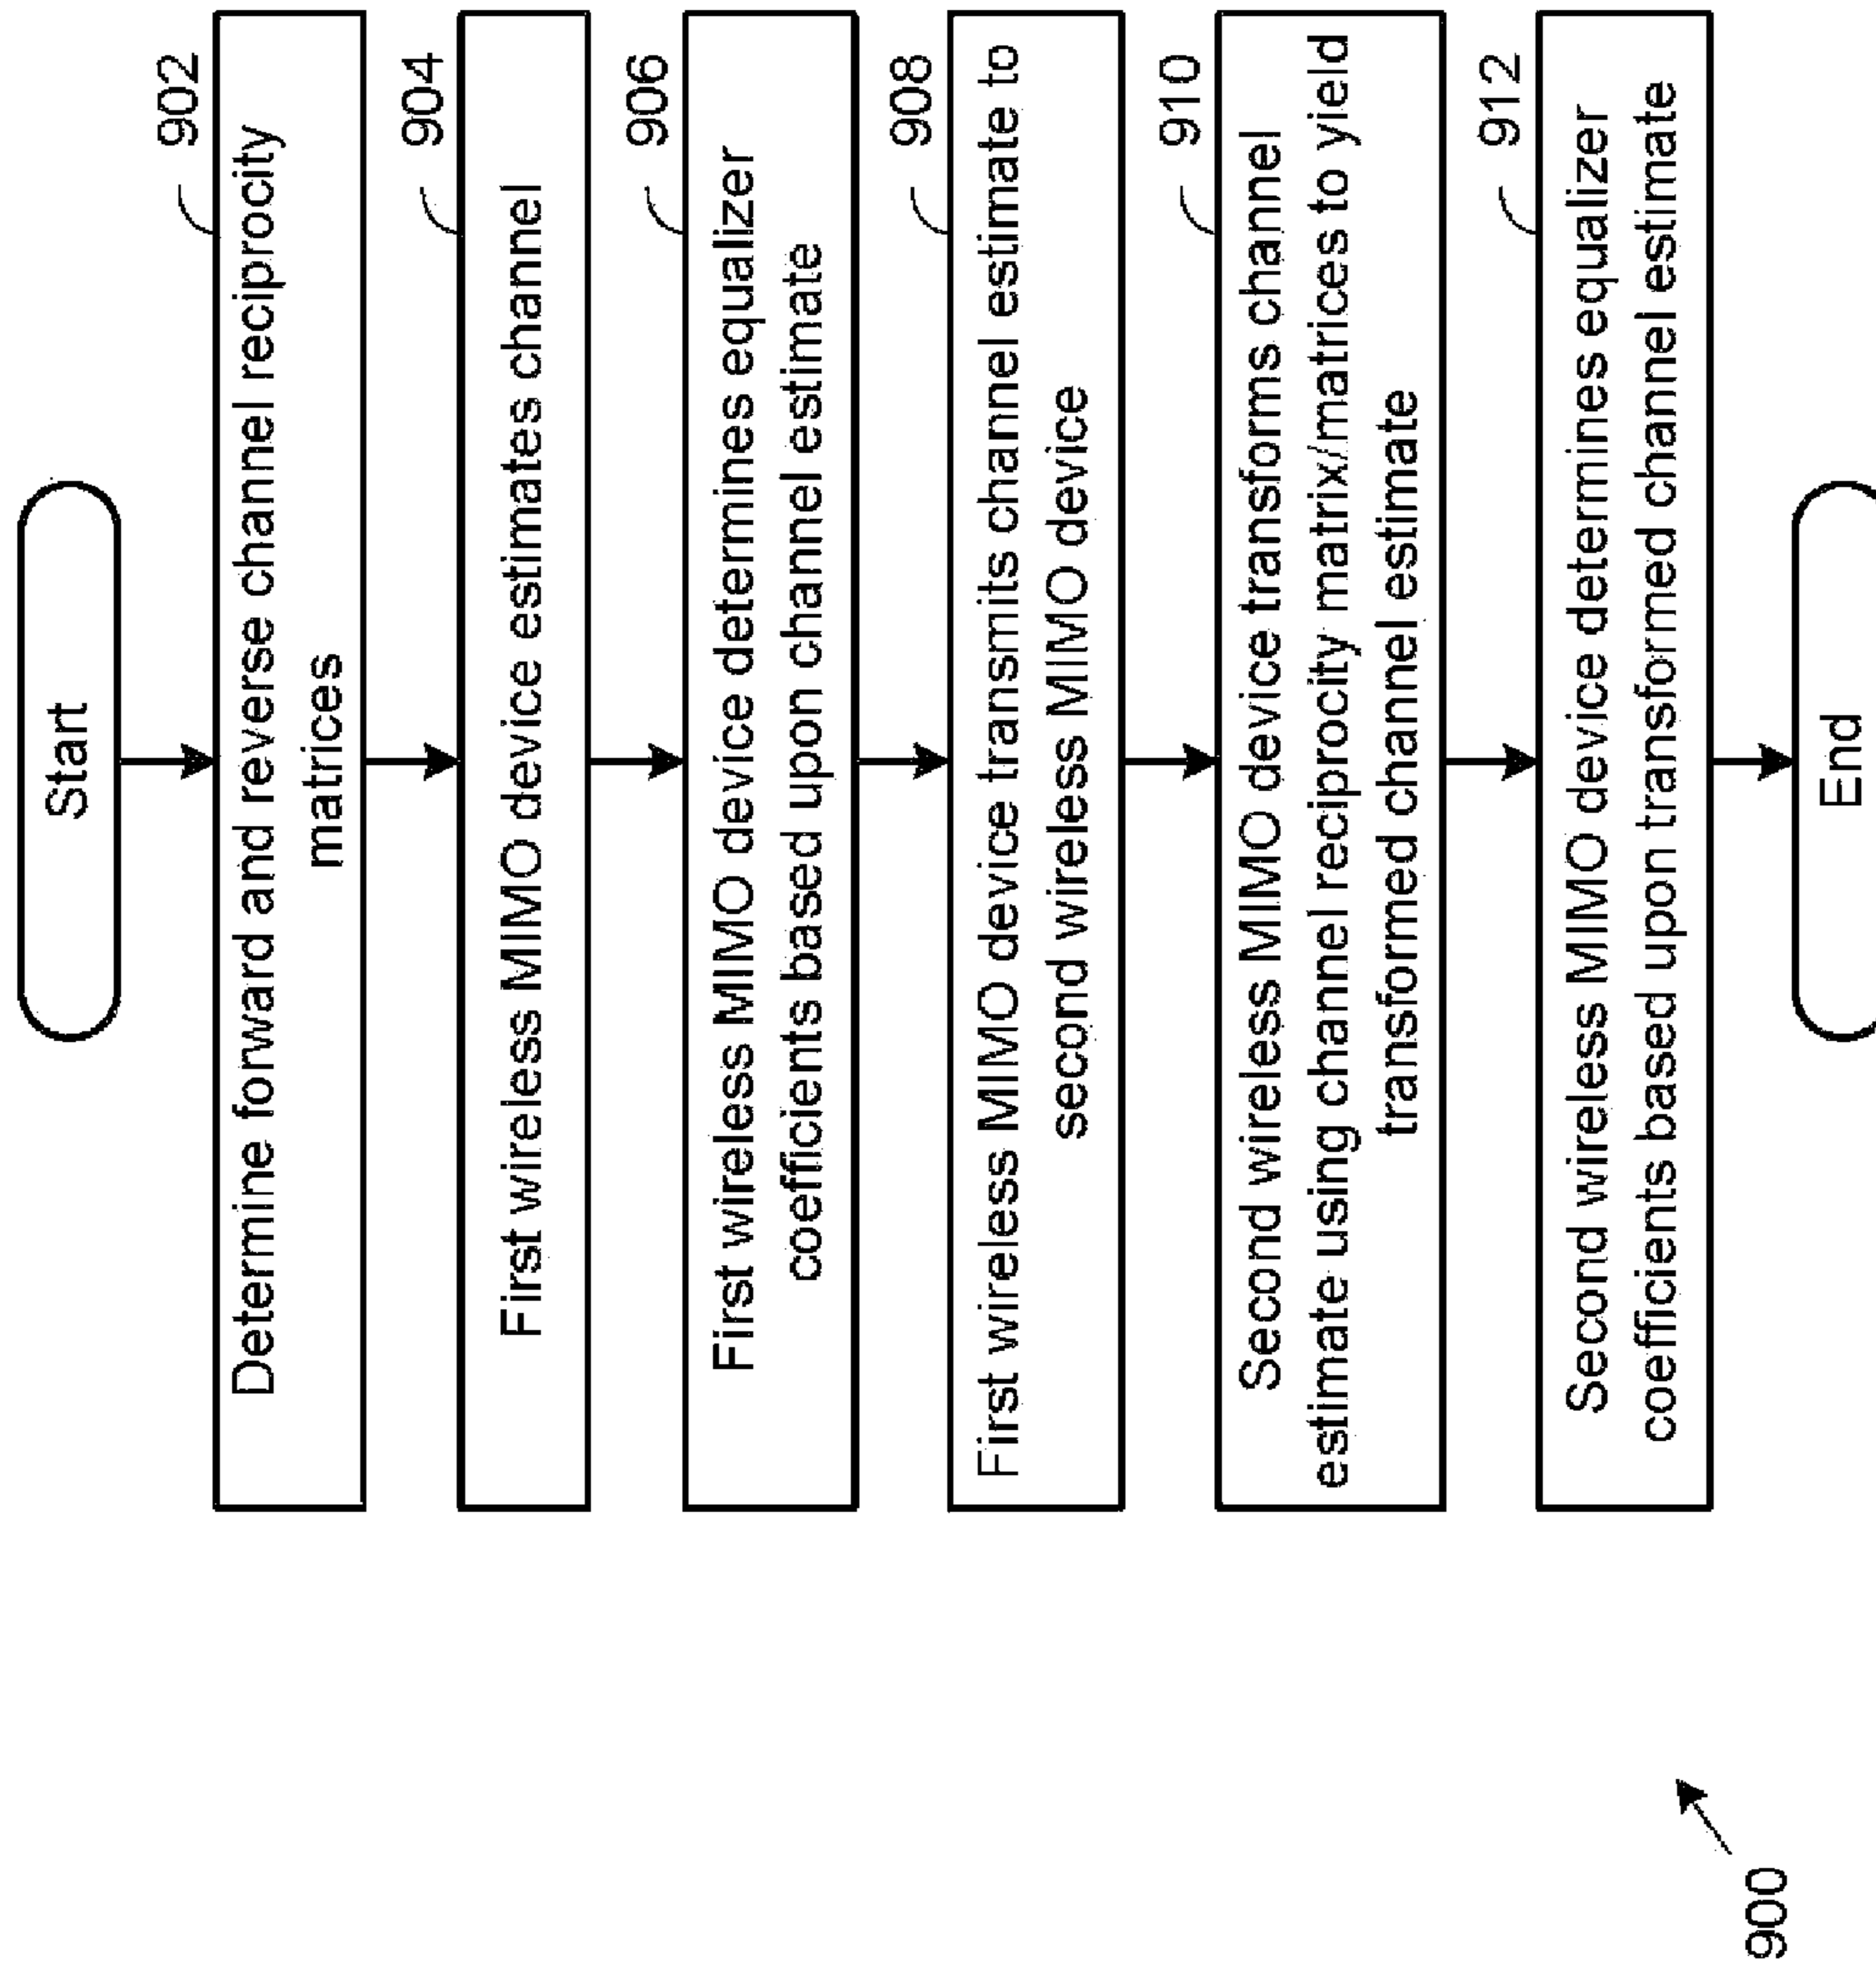 Start
902
Determine forward and reverse channel reciprocity
matrices
904
First wireless MIMO device estimates channel
906
First wireless MIMO device determines equalizer
coefficients based upon channel estimate
908
First wireless MIMO device transmits channel estimate to
second wireless MIMO device
910
Second wireless MIMO device transforms channel
estimate using channel reciprocity matrix/matrices to yield
transformed channel estimate
912
Second wireless MIMO device determines equalizer
coefficients based upon transformed channel estimate
End
900